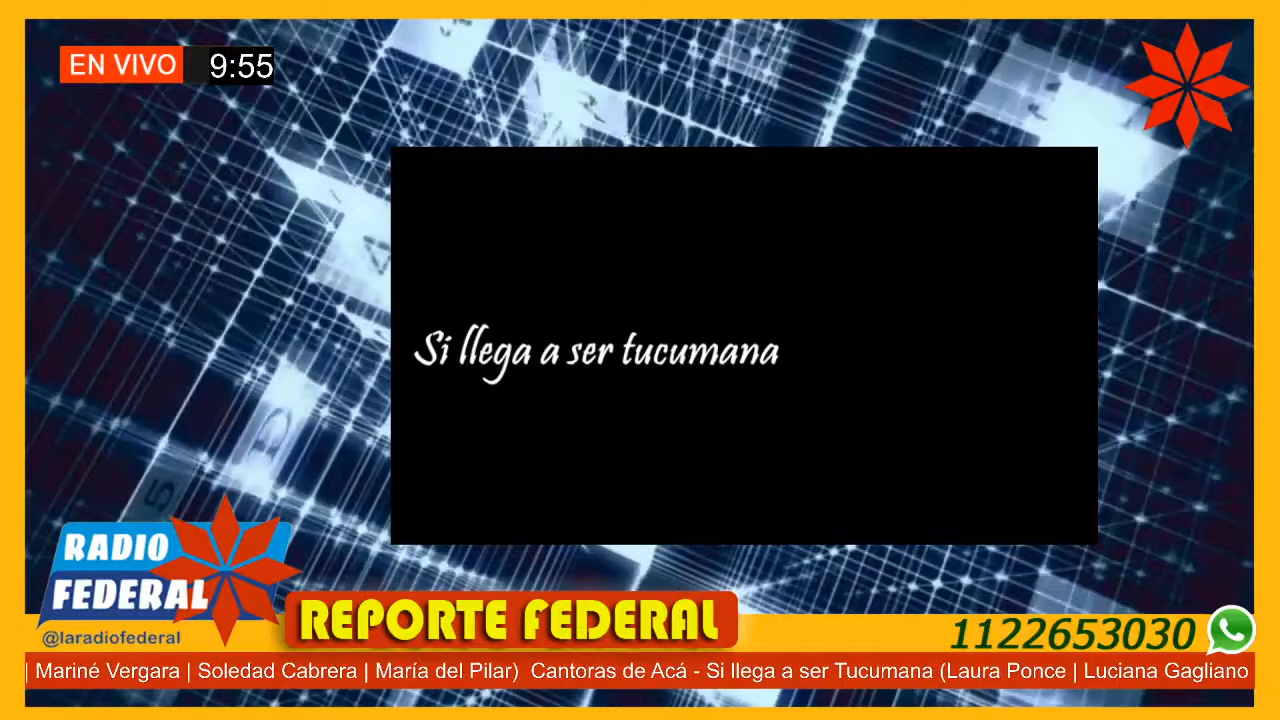 EN VIVO 9:55
Si llega a ser tucumana
RADIO
FEDERAL
@laradiofederal
REPORTE FEDERAL
1122653030
| Mariné Vergara | Soledad Cabrera | María del Pilar) Cantoras de Acá - Si llega a ser Tucumana (Laura Ponce | Luciana Gagliano